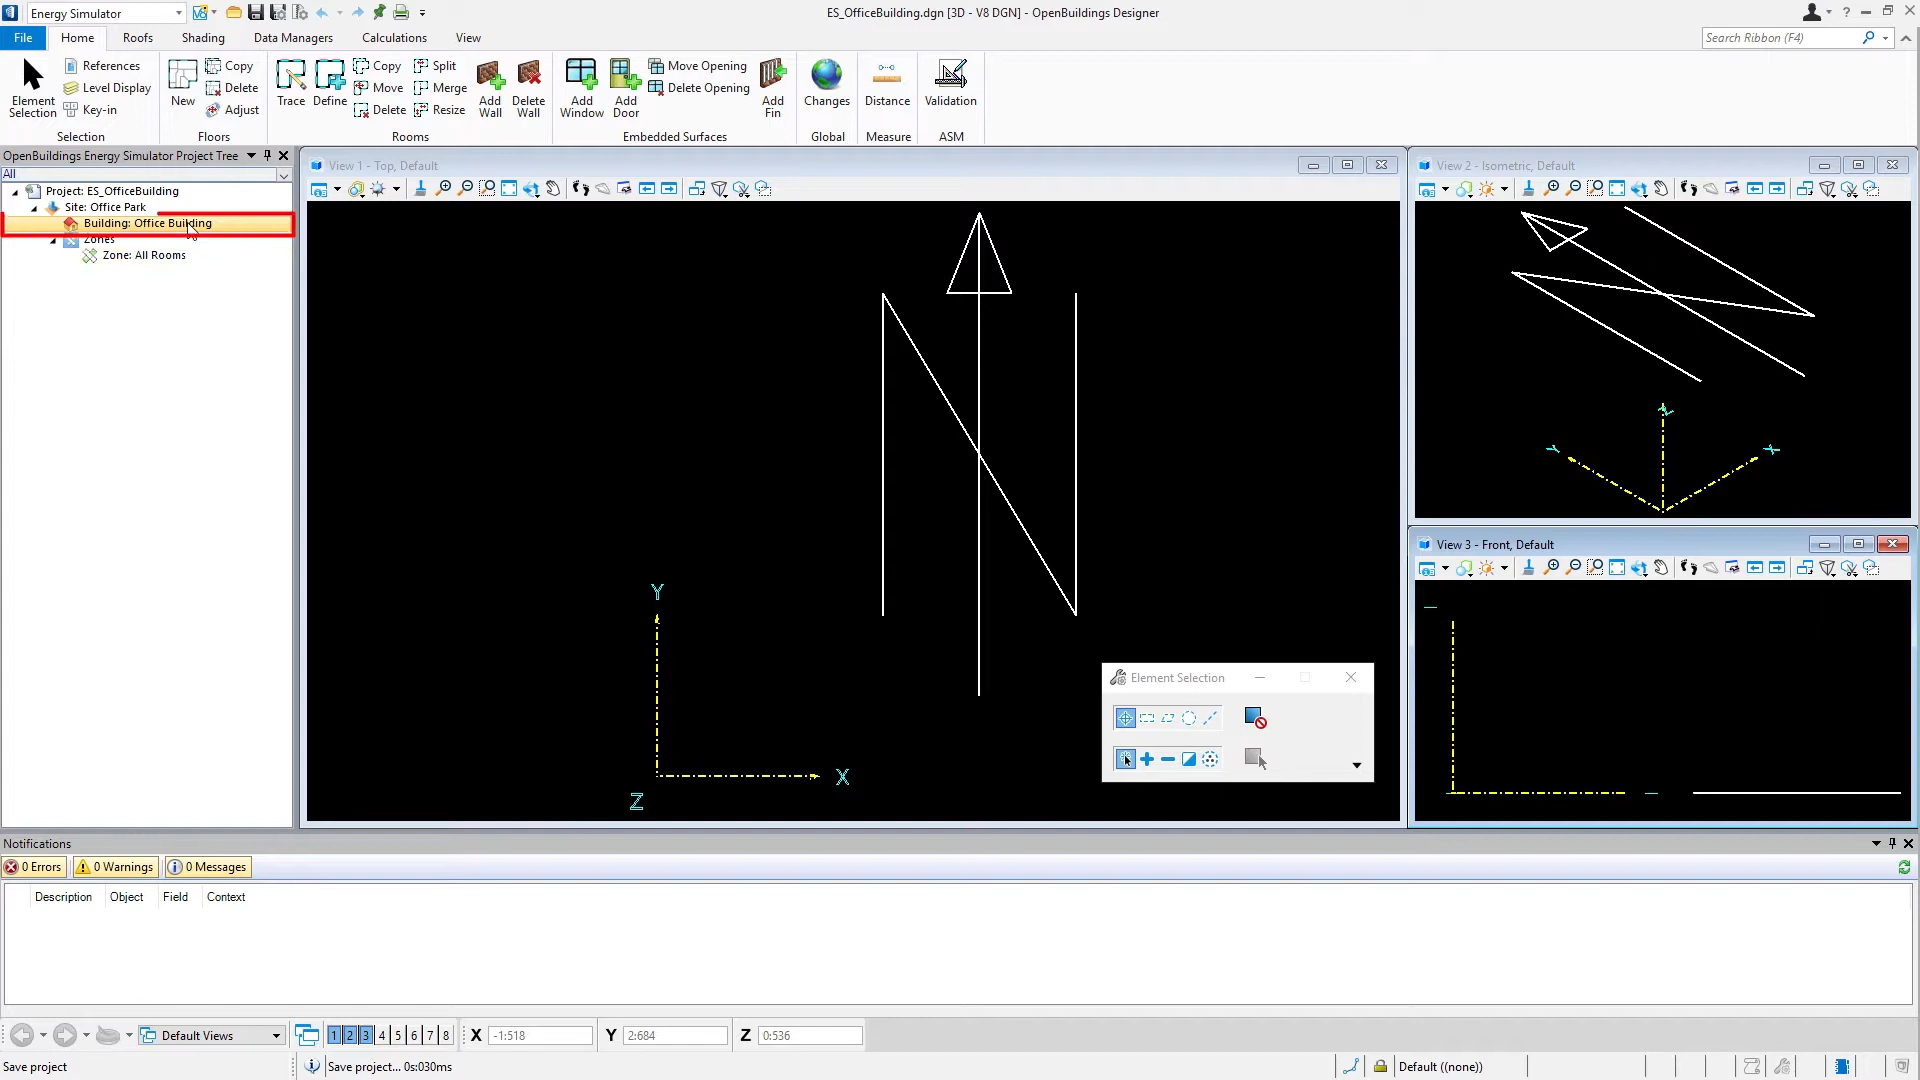 Energy Simulator
ES_OfficeBuilding.dgn [3D - V8 DGN] - OpenBuildings Designer
File
Home
Roofs
Shading
Data Managers
Calculations
View
Search Ribbon (F4)
Element Selection
References
Level Display
Key-in
Selection
New
Copy
Delete
Adjust
Floors
Trace
Define
Copy
Move
Delete
Split
Merge
Resize
Add Wall
Delete Wall
Rooms
Add Window
Add Door
Move Opening
Delete Opening
Add Fin
Embedded Surfaces
Changes
Global
Distance
Measure
Validation
ASM
OpenBuildings Energy Simulator Project Tree
All
Project: ES_OfficeBuilding
Site: Office Park
Building: Office Building
Zones
Zone: All Rooms
View 1 - Top, Default
Y
X
Z
View 2 - Isometric, Default
View 3 - Front, Default
Element Selection
Notifications
0 Errors
0 Warnings
0 Messages
Description
Object
Field
Context
Default Views
1 2 3 4 5 6 7 8
X -1:518
Y 2:684
Z 0:536
Save project
Save project... 0s:030ms
Default ((none))